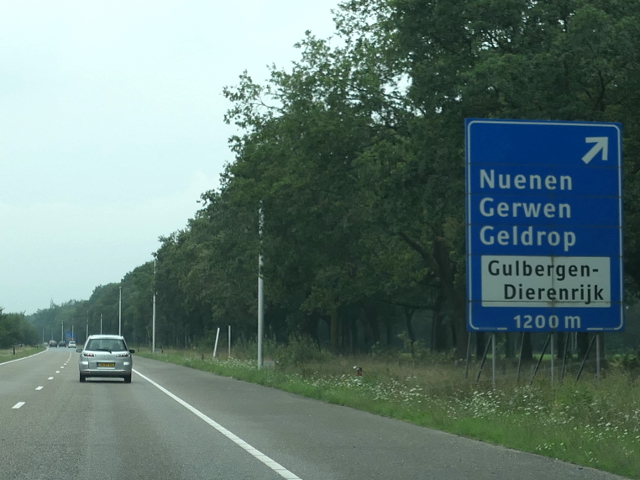 Nuenen
Gerwen
Geldrop
Gulbergen-
Dierenrijk
1200 m